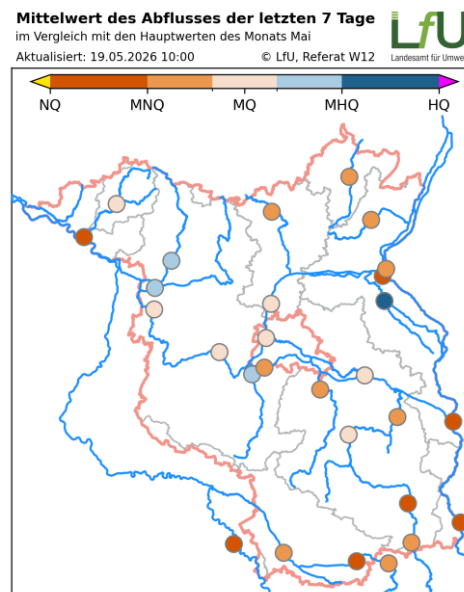 Mittelwert des Abflusses der letzten 7 Tage
im Vergleich mit den Hauptwerten des Monats Mai
Aktualisiert: 19.05.2026 10:00 © LfU, Referat W12
LfU
Landesamt für Umwe
NQ MNQ MQ MHQ HQ